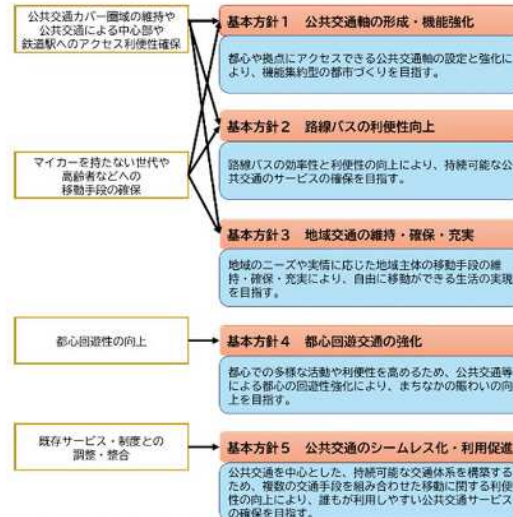 公共交通カバー圏域の維持や
公共交通による中心部や
鉄道駅へのアクセス利便性確保
基本方針1 公共交通軸の形成・機能強化
都心や拠点にアクセスできる公共交通軸の設定と強化に
より、機能集約型の都市づくりを目指す。
基本方針2 路線バスの利便性向上
路線バスの効率性と利便性の向上により、持続可能な公
共交通のサービスの確保を目指す。
マイカーを持たない世代や
高齢者などへの
移動手段の確保
基本方針3 地域交通の維持・確保・充実
地域のニーズや実情に応じた地域主体の移動手段の維
持・確保・充実により、自由に移動ができる生活の実現
を目指す。
都心回遊性の向上
基本方針4 都心回遊交通の強化
都心での多様な活動や利便性を高めるため、公共交通等
による都心の回遊性強化により、まちなかの賑わいの向
上を目指す。
既存サービス・制度との
調整・整合
基本方針5 公共交通のシームレス化・利用促進
公共交通を中心とした、持続可能な交通体系を構築する
ため、複数の交通手段を組み合わせた移動に関する利便
性の向上により、誰もが利用しやすい公共交通サービス
の確保を目指す。